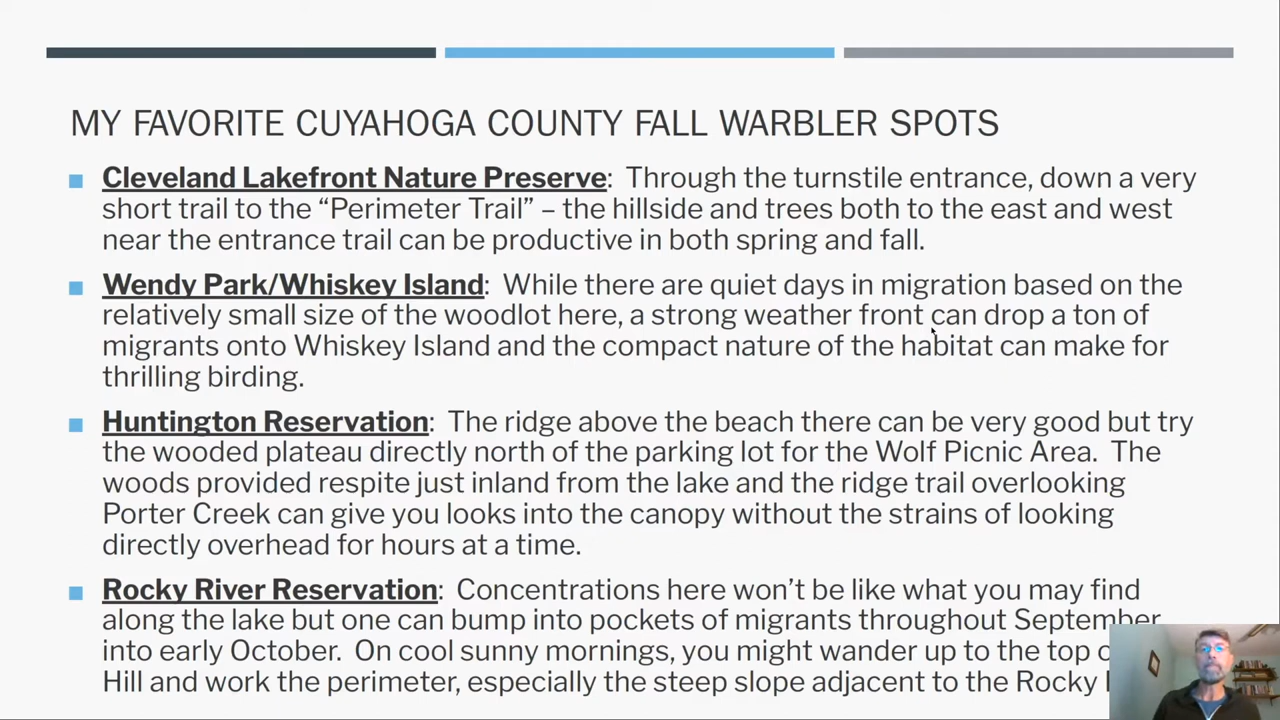 MY FAVORITE CUYAHOGA COUNTY FALL WARBLER SPOTS
Cleveland Lakefront Nature Preserve: Through the turnstile entrance, down a very
short trail to the “Perimeter Trail” – the hillside and trees both to the east and west
near the entrance trail can be productive in both spring and fall.
Wendy Park/Whiskey Island: While there are quiet days in migration based on the
relatively small size of the woodlot here, a strong weather front can drop a ton of
migrants onto Whiskey Island and the compact nature of the habitat can make for
thrilling birding.
Huntington Reservation: The ridge above the beach there can be very good but try
the wooded plateau directly north of the parking lot for the Wolf Picnic Area. The
woods provided respite just inland from the lake and the ridge trail overlooking
Porter Creek can give you looks into the canopy without the strains of looking
directly overhead for hours at a time.
Rocky River Reservation: Concentrations here won’t be like what you may find
along the lake but one can bump into pockets of migrants throughout September
into early October. On cool sunny mornings, you might wander up to the top
Hill and work the perimeter, especially the steep slope adjacent to the Rocky